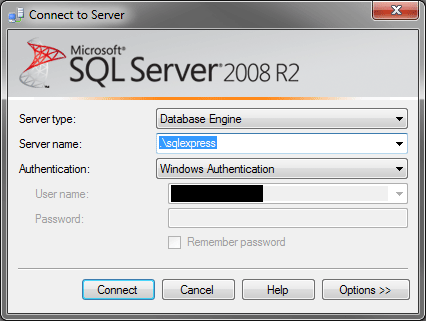 Connect to Server
Microsoft®
SQL Server® 2008 R2
Server type: Database Engine
Server name: .\sqlexpress
Authentication: Windows Authentication
User name:
Password:
Remember password
Connect Cancel Help Options >>